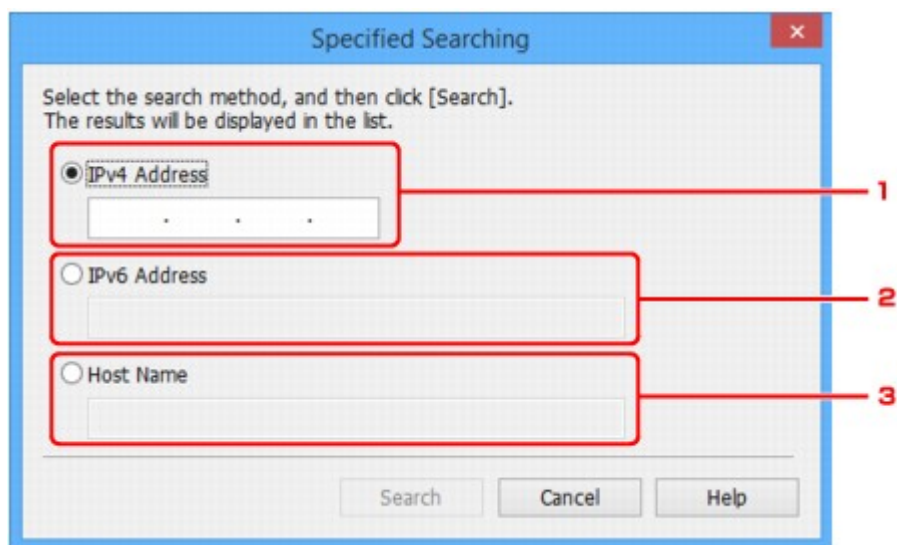 Specified Searching
Select the search method, and then click [Search].
The results will be displayed in the list.
IPv4 Address
. . .
1
IPv6 Address
2
Host Name
3
Search Cancel Help